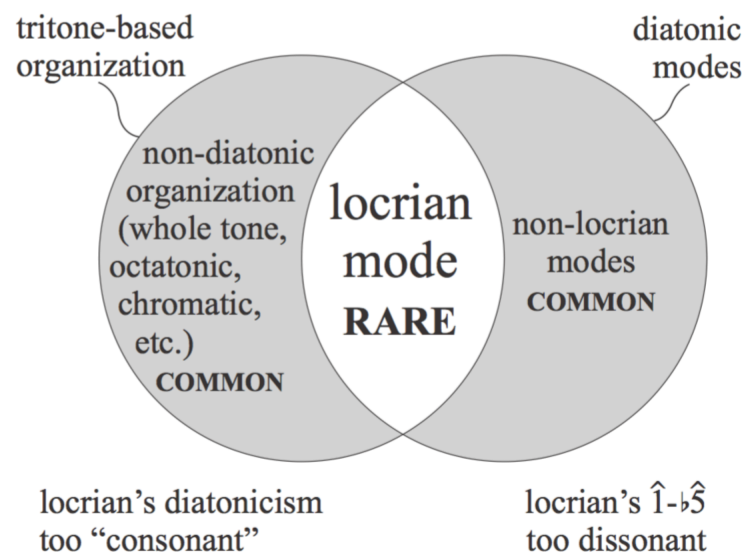 tritone-based
organization
diatonic
modes
non-diatonic
organization
(whole tone,
octatonic,
chromatic,
etc.)
COMMON
locrian
mode
RARE
non-locrian
modes
COMMON
locrian's diatonicism
too “consonant”
locrian's 1̂-♭5̂
too dissonant